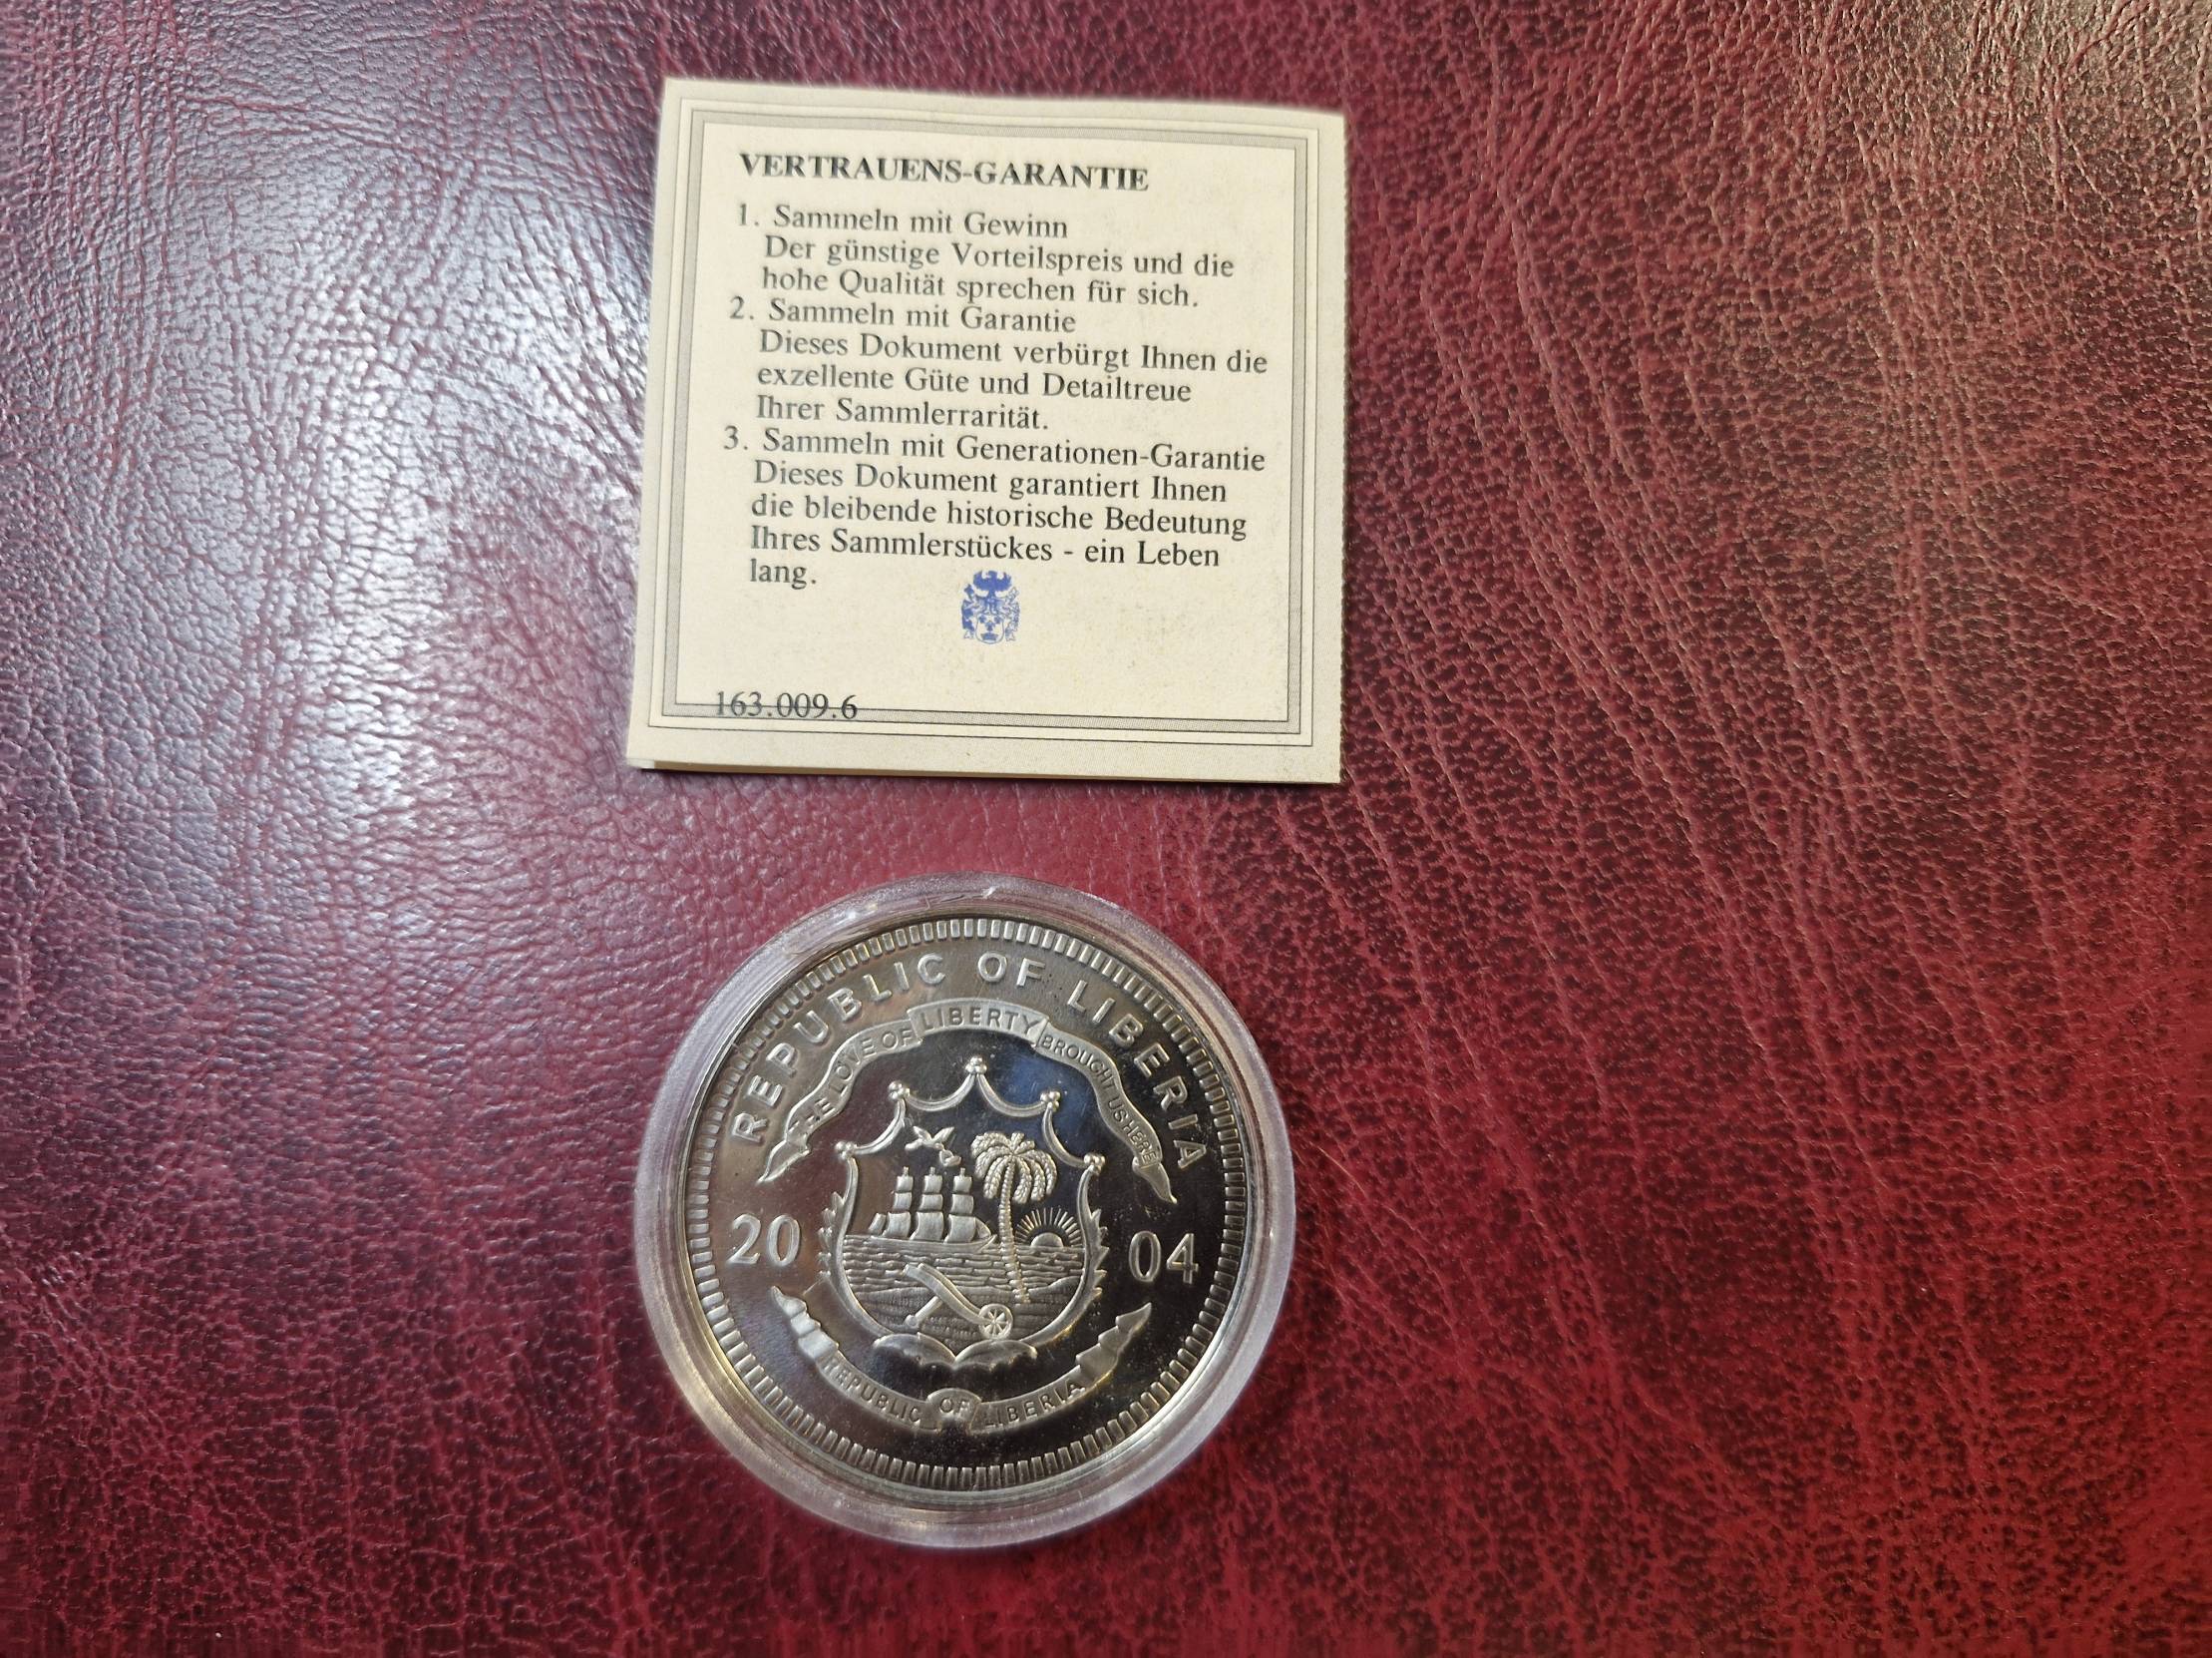 VERTRAUENS-GARANTIE
1. Sammeln mit Gewinn
Der günstige Vorteilspreis und die
hohe Qualität sprechen für sich.
2. Sammeln mit Garantie
Dieses Dokument verbürgt Ihnen die
exzellente Güte und Detailtreue
Ihrer Sammlerrarität.
3. Sammeln mit Generationen-Garantie
Dieses Dokument garantiert Ihnen
die bleibende historische Bedeutung
Ihres Sammlerstückes - ein Leben
lang.
163.009.6
REPUBLIC OF LIBERIA
THE LOVE OF LIBERTY BROUGHT US HERE
20 04
REPUBLIC OF LIBERIA